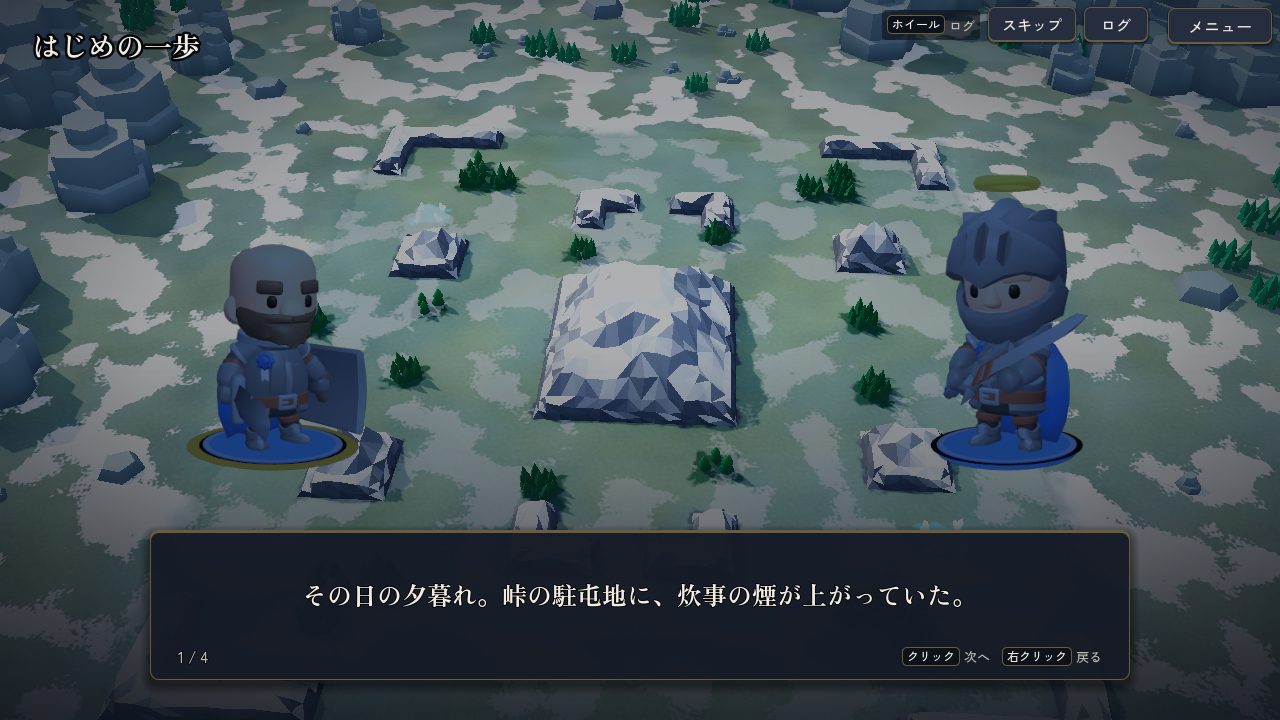 はじめの一歩
ホイール ログ スキップ ログ メニュー
その日の夕暮れ。峠の駐屯地に、炊事の煙が上がっていた。
1 / 4
クリック 次へ 右クリック 戻る